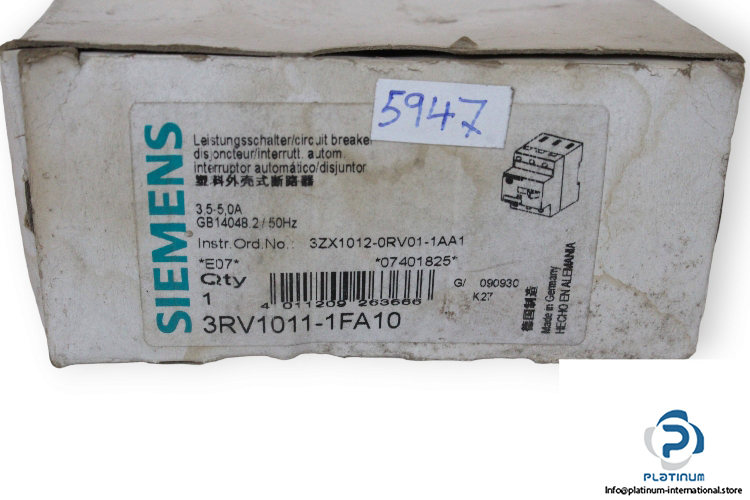 5947
SIEMENS
Leistungsschalter/circuit breaker
disjoncteur/interrutt. autom.
interruptor automático/disjuntor
塑料外壳式断路器
3,5-5,0A
GB14048.2 / 50Hz
Instr.Ord.No.: 3ZX1012-0RV01-1AA1
*E07* *07401825*
Qty
1
4 011209 263666
G/ 090930
K27
3RV1011-1FA10
德国制造
Made in Germany/
HECHO EN ALEMANIA
PLATINUM
Info@platinum-international.store